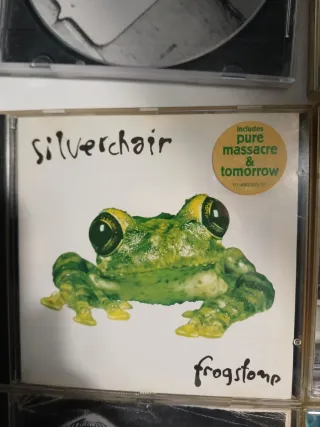 silverchair
includes
pure
massacre
&
tomorrow
frogstomp